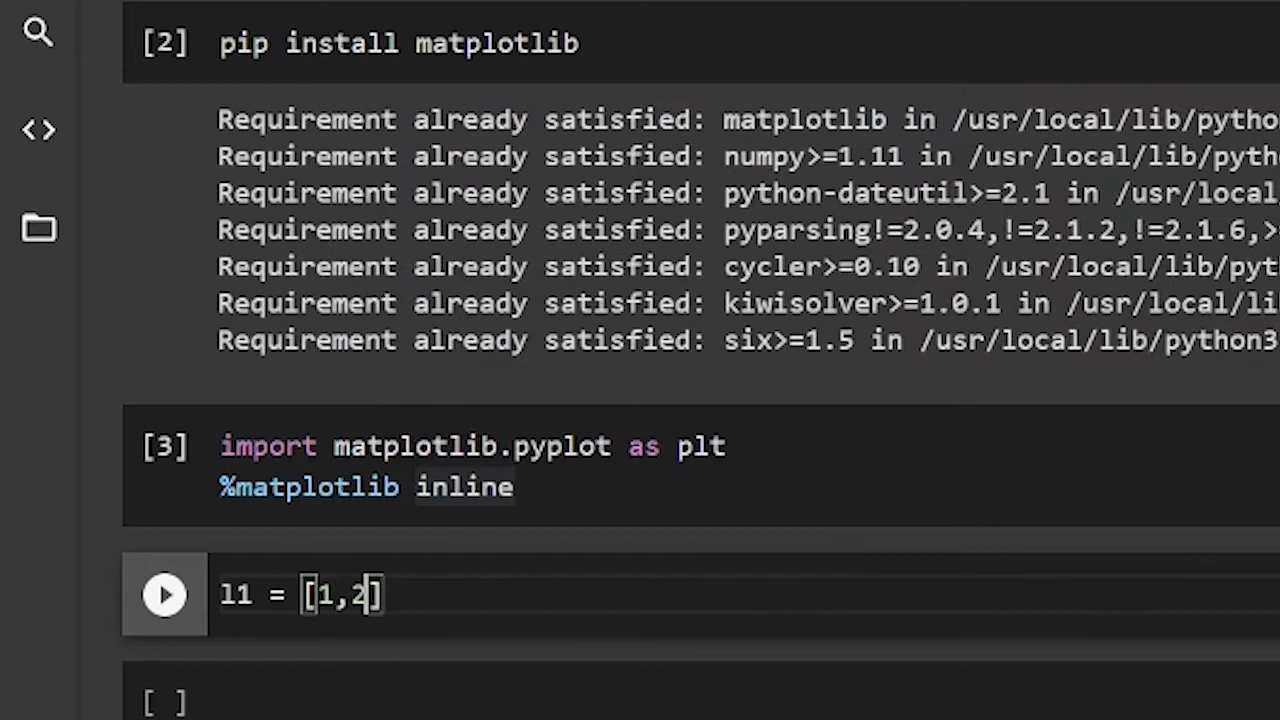 [2] pip install matplotlib
Requirement already satisfied: matplotlib in /usr/local/lib/pytho
Requirement already satisfied: numpy>=1.11 in /usr/local/lib/pyth
Requirement already satisfied: python-dateutil>=2.1 in /usr/local
Requirement already satisfied: pyparsing!=2.0.4,!=2.1.2,!=2.1.6,>
Requirement already satisfied: cycler>=0.10 in /usr/local/lib/pyt
Requirement already satisfied: kiwisolver>=1.0.1 in /usr/local/li
Requirement already satisfied: six>=1.5 in /usr/local/lib/python3
[3] import matplotlib.pyplot as plt
%matplotlib inline
l1 = [1,2]
[ ]